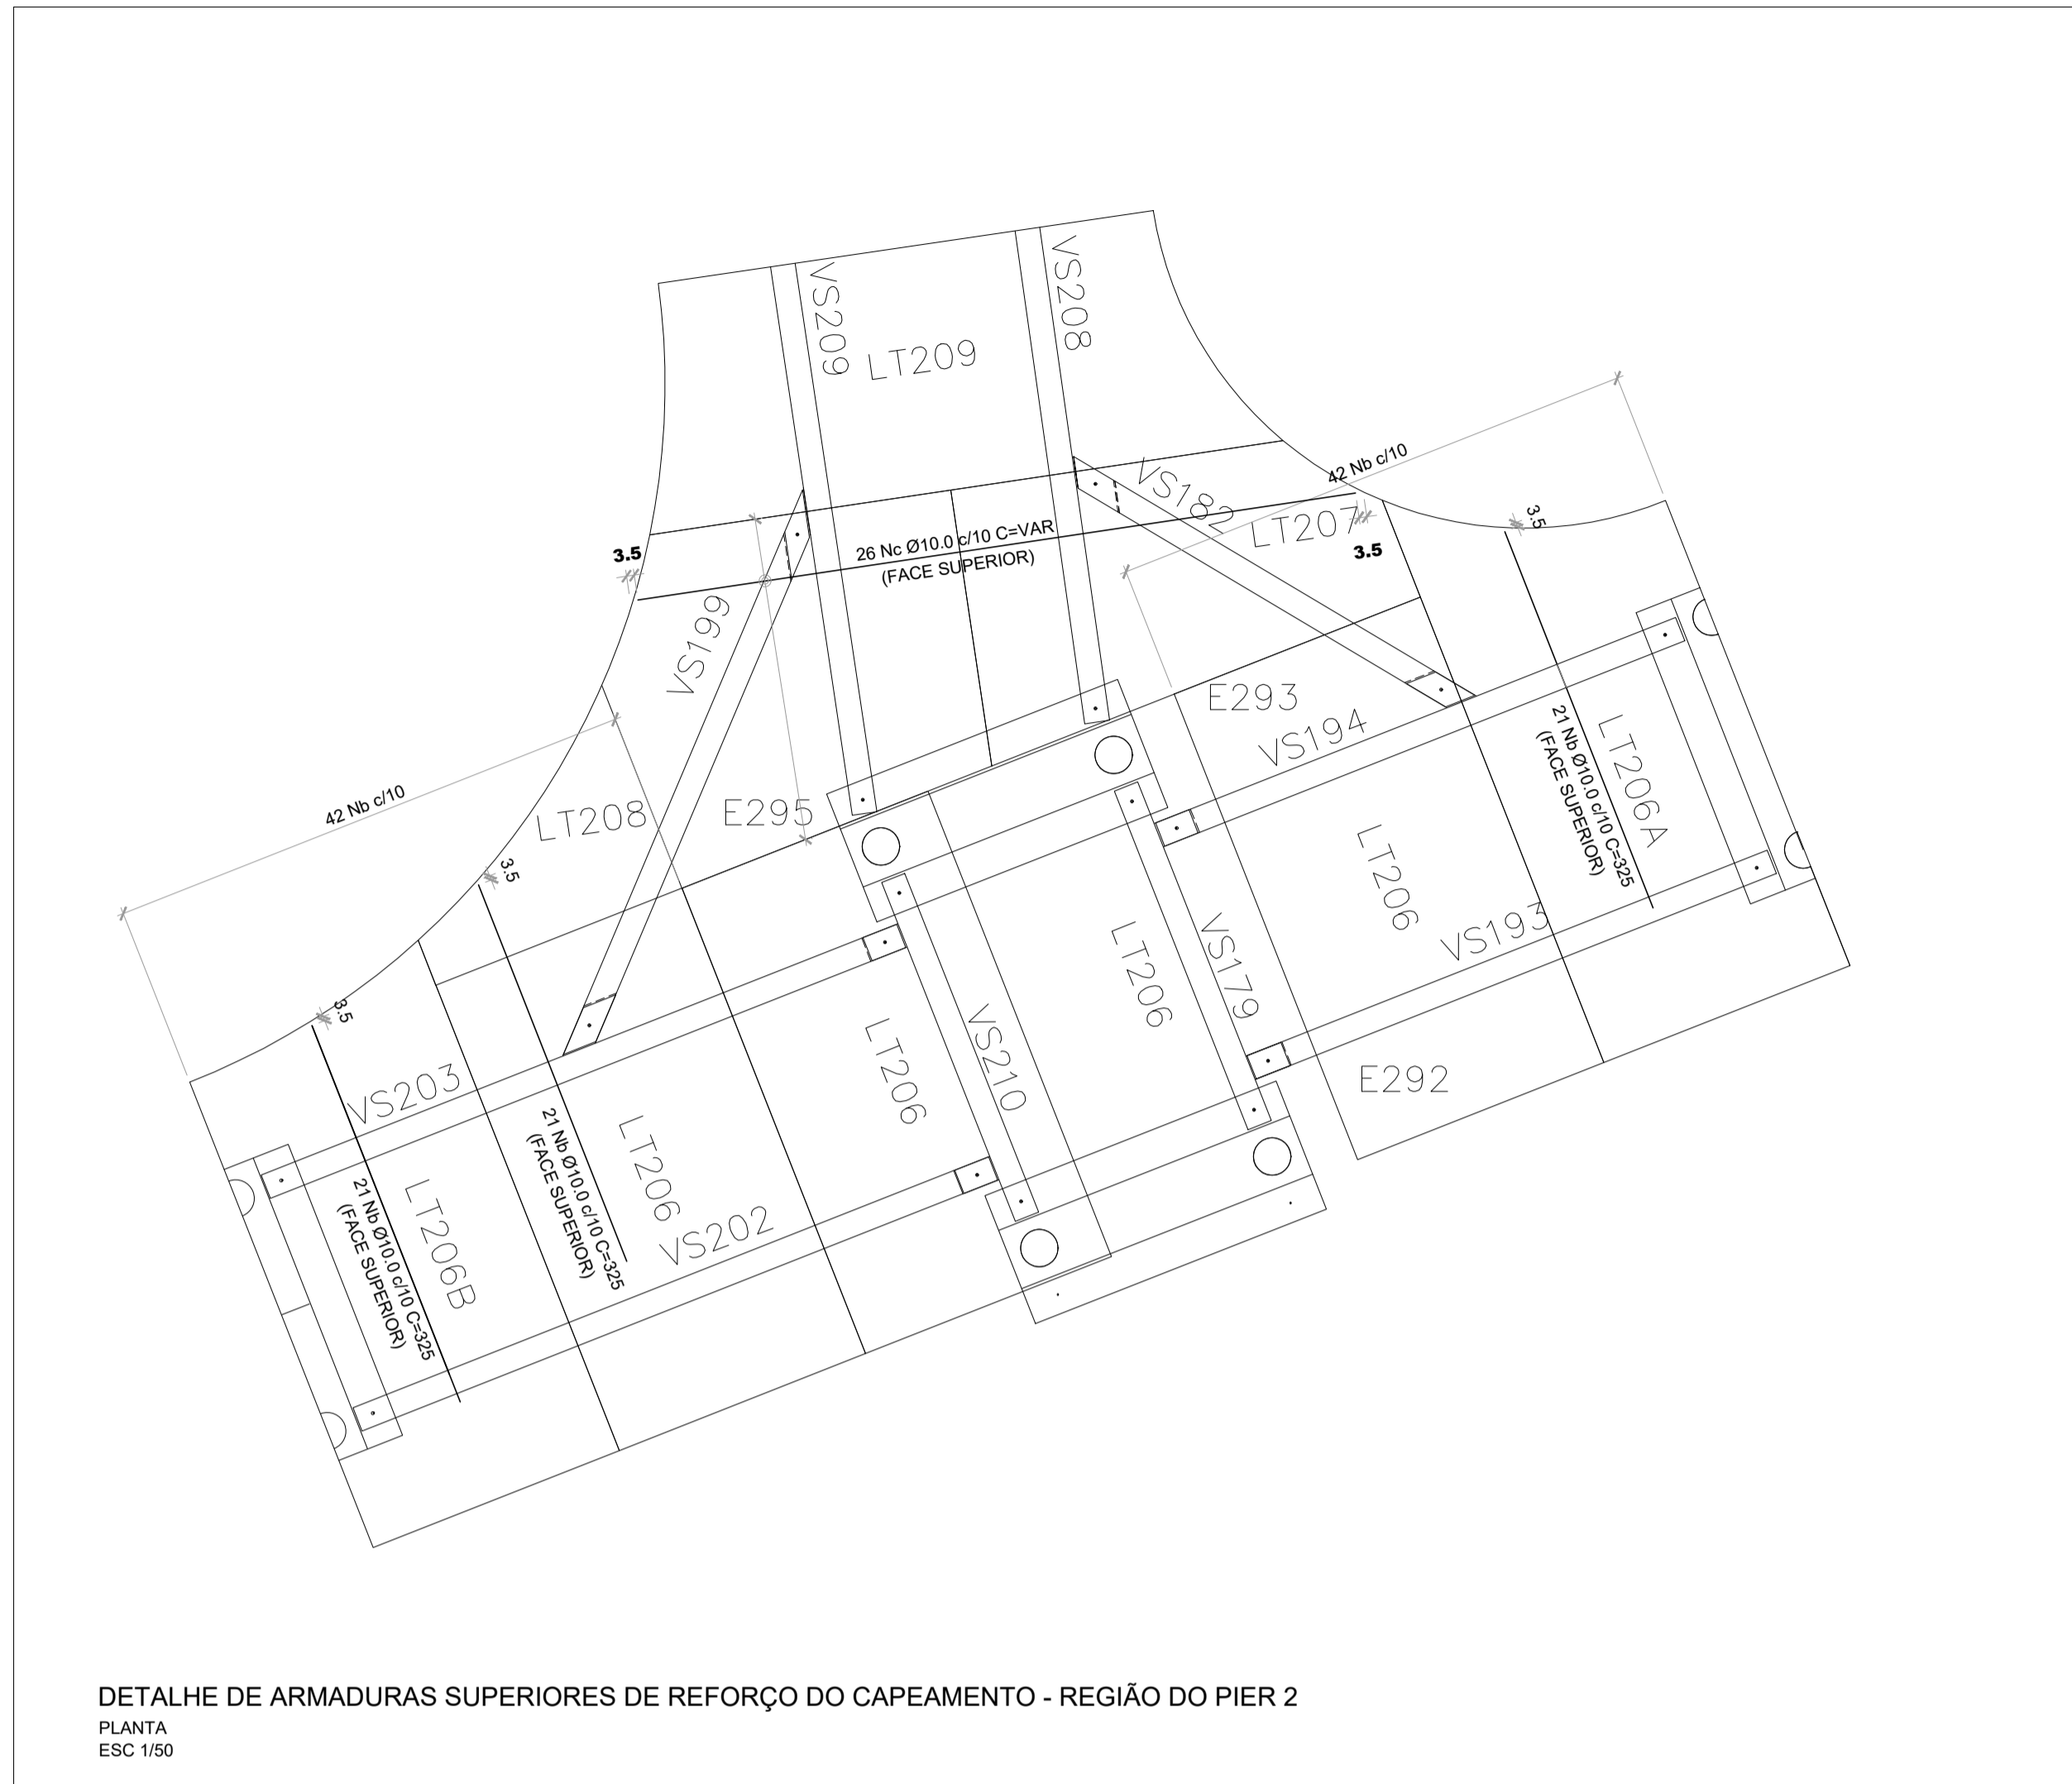 VS209
VS208
LT209
42 Nb c/10
VS182
LT207
3.5
3.5
3.5
26 Nc Ø10.0 c/10 C=VAR
(FACE SUPERIOR)
VS199
E293
VS194
21 Nb Ø10.0 c/10 C=325
(FACE SUPERIOR)
LT206A
42 Nb c/10
LT208
E295
3.5
LT206
VS193
LT206
VS179
3.5
LT206
VS210
VS203
E292
21 Nb Ø10.0 c/10 C=325
(FACE SUPERIOR)
LT206
VS202
21 Nb Ø10.0 c/10 C=325
(FACE SUPERIOR)
LT206B
DETALHE DE ARMADURAS SUPERIORES DE REFORÇO DO CAPEAMENTO - REGIÃO DO PIER 2
PLANTA
ESC 1/50